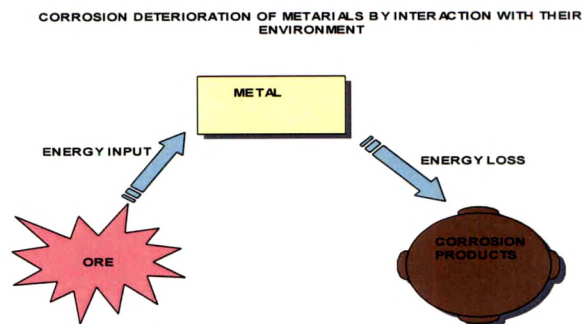 CORROSION DETERIORATION OF METARIALS BY INTERACTION WITH THEIR
ENVIRONMENT
METAL
ENERGY INPUT
ENERGY LOSS
ORE
CORROSION
PRODUCTS